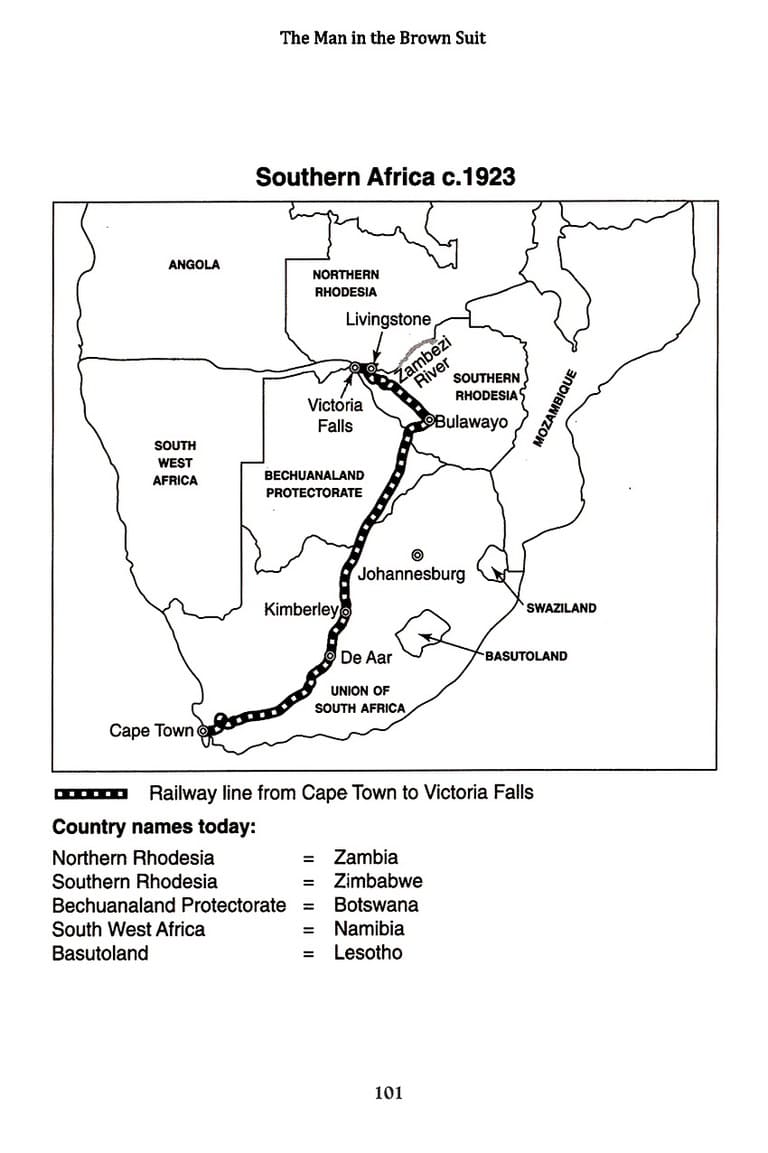 The Man in the Brown Suit
Southern Africa c.1923
ANGOLA
NORTHERN
RHODESIA
Livingstone
Zambezi
River
SOUTHERN
RHODESIA
MOZAMBIQUE
Victoria
Falls
Bulawayo
SOUTH
WEST
AFRICA
BECHUANALAND
PROTECTORATE
Johannesburg
Kimberley
SWAZILAND
De Aar
BASUTOLAND
UNION OF
SOUTH AFRICA
Cape Town
Railway line from Cape Town to Victoria Falls
Country names today:
Northern Rhodesia = Zambia
Southern Rhodesia = Zimbabwe
Bechuanaland Protectorate = Botswana
South West Africa = Namibia
Basutoland = Lesotho
101